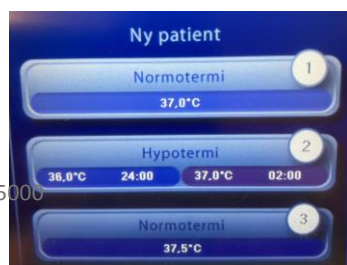 Ny patient
Normotermi 1
37,0°C
Hypotermi 2
36,0°C 24:00 37,0°C 02:00
5000
Normotermi 3
37,5°C